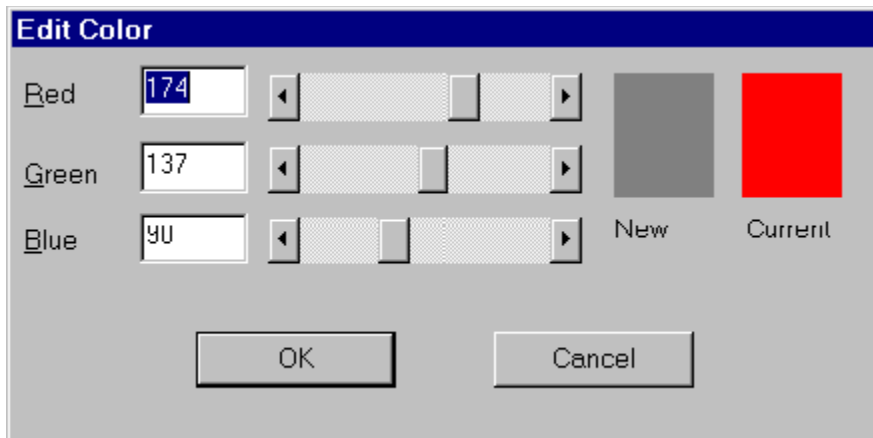 Edit Color
Red 174
Green 137
Blue 90
New Current
OK Cancel